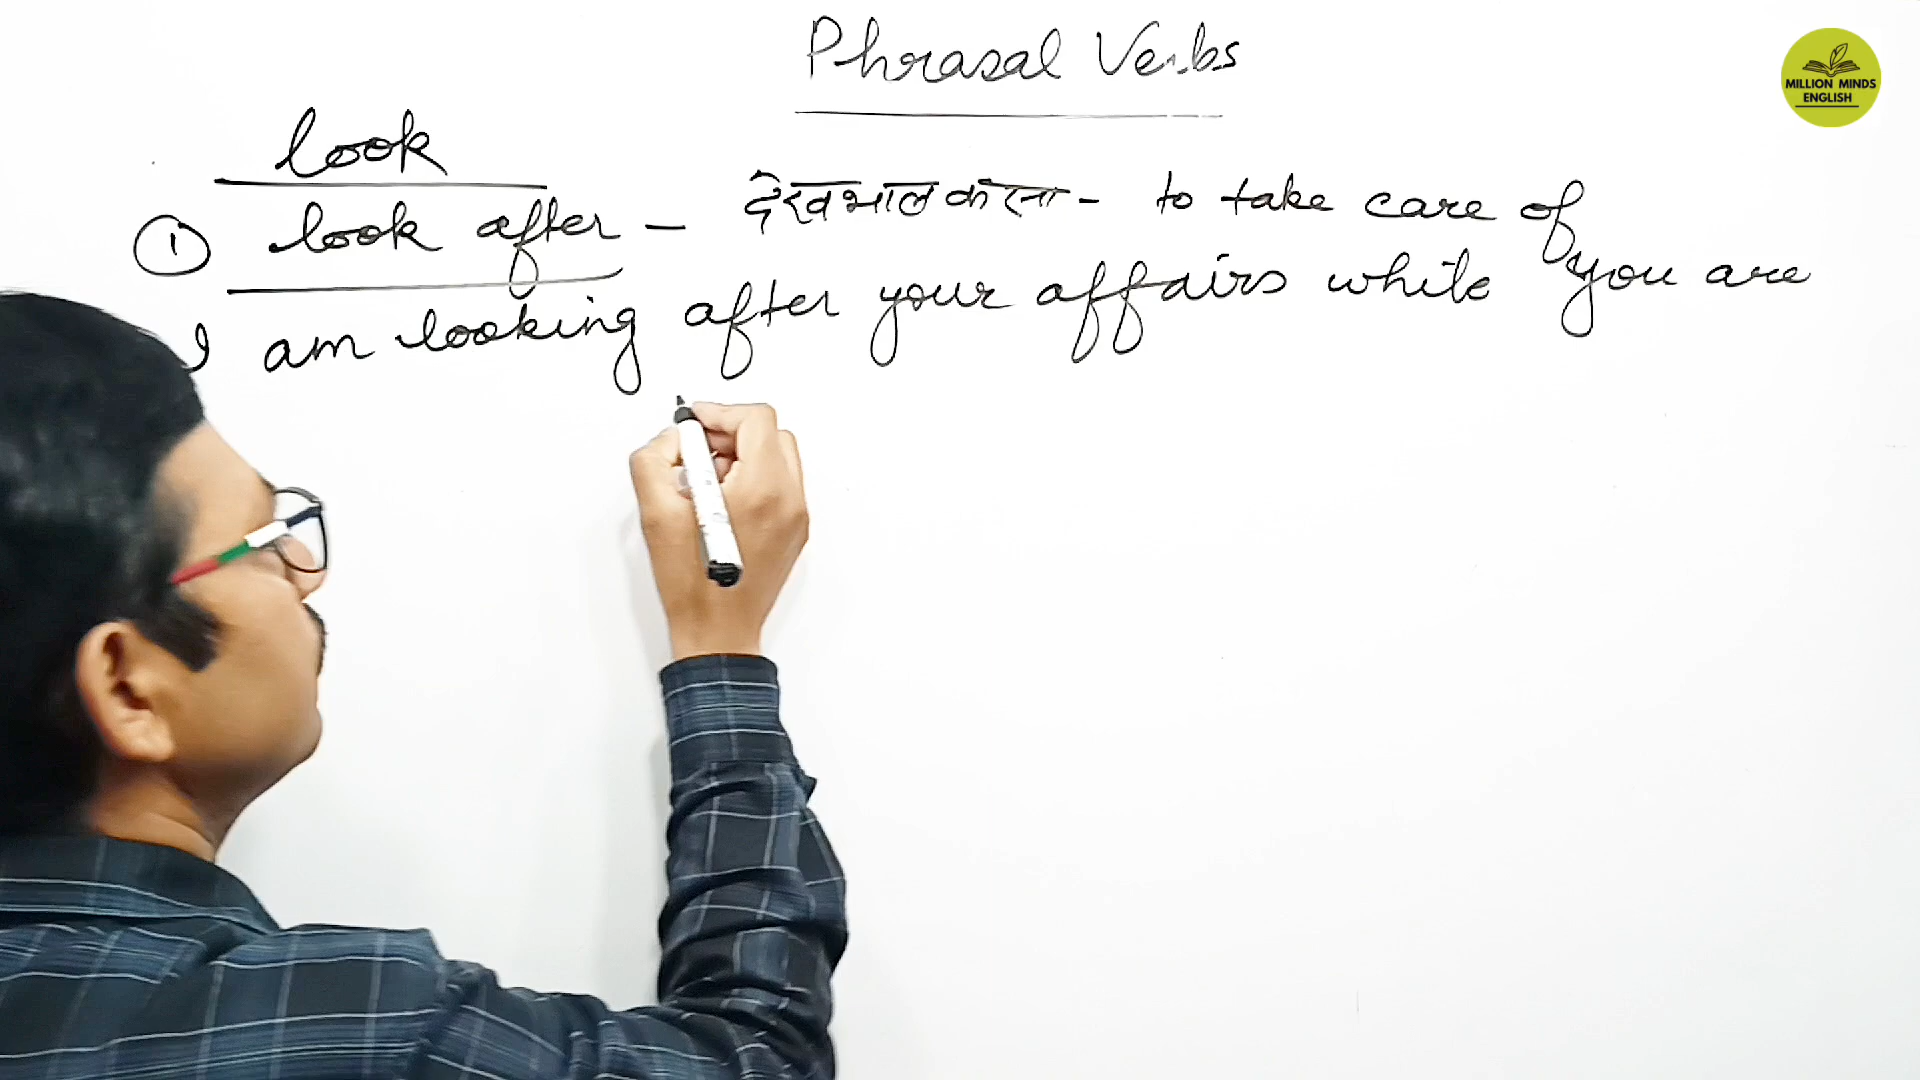 Phrasal Verbs
MILLION MINDS
ENGLISH
look
① look after – देखभाल करना - to take care of
I am looking after your affairs while you are